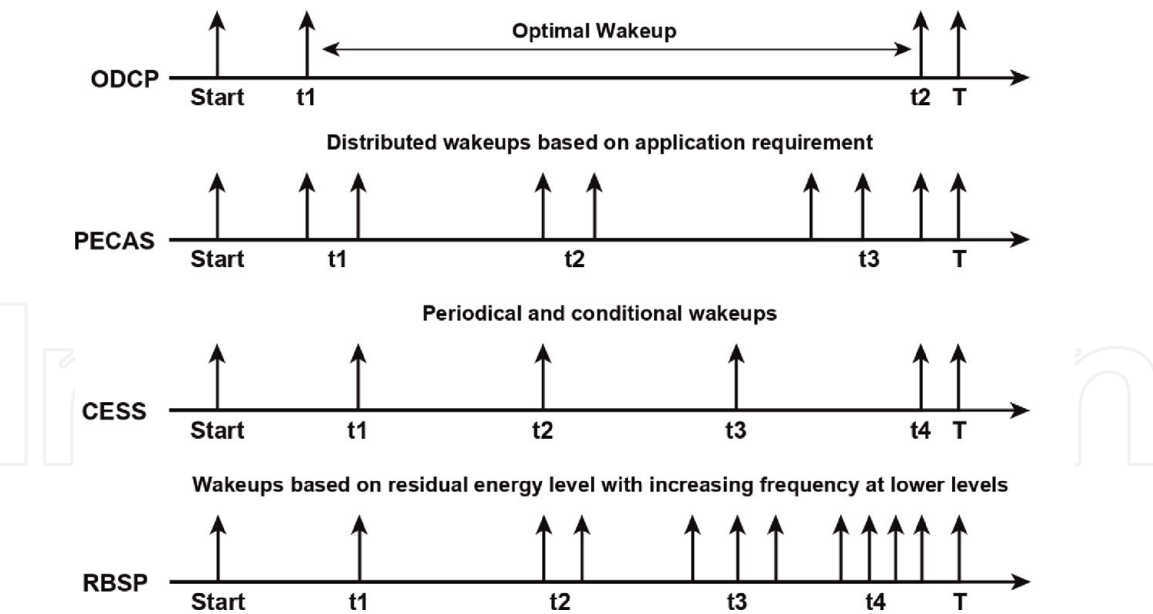 Optimal Wakeup
ODCP
Start t1 t2 T
Distributed wakeups based on application requirement
PECAS
Start t1 t2 t3 T
Periodical and conditional wakeups
CESS
Start t1 t2 t3 t4 T
Wakeups based on residual energy level with increasing frequency at lower levels
RBSP
Start t1 t2 t3 t4 T